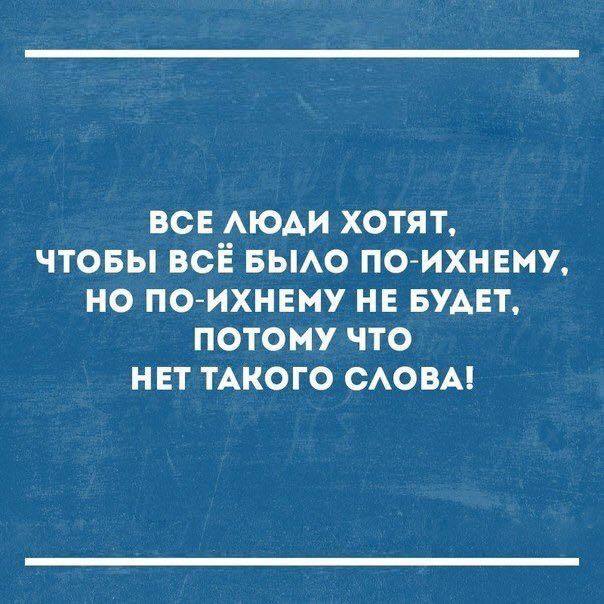 ВСЕ ЛЮДИ ХОТЯТ,
ЧТОБЫ ВСЁ БЫЛО ПО-ИХНЕМУ,
НО ПО-ИХНЕМУ НЕ БУДЕТ,
ПОТОМУ ЧТО
НЕТ ТАКОГО СЛОВА!